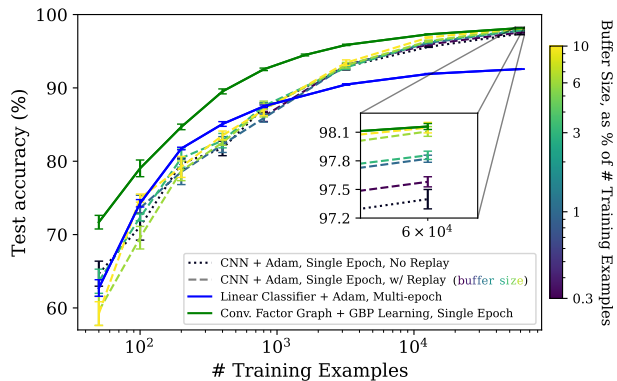 100
90
80
70
60
Test accuracy (%)
10²
10³
10⁴
# Training Examples
98.1
97.8
97.5
97.2
6 × 10⁴
CNN + Adam, Single Epoch, No Replay
CNN + Adam, Single Epoch, w/ Replay (buffer size)
Linear Classifier + Adam, Multi-epoch
Conv. Factor Graph + GBP Learning, Single Epoch
10
6
3
1
0.3
Buffer Size, as % of # Training Examples